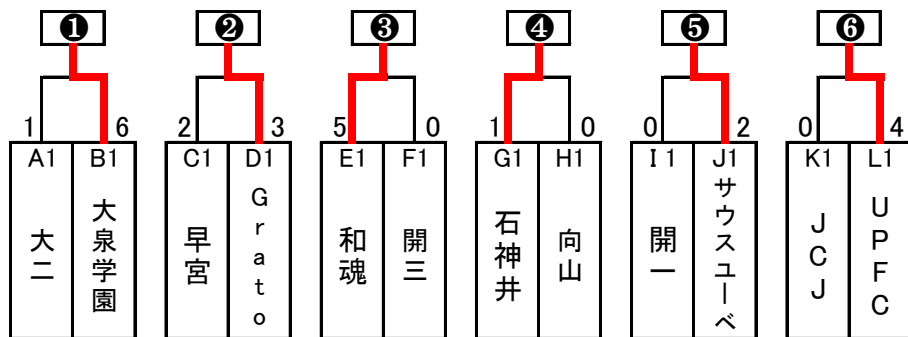 ❶ ❷ ❸ ❹ ❺ ❻
1 6 2 3 5 0 1 0 0 2 0 4
A1 B1 C1 D1 E1 F1 G1 H1 I1 J1 K1 L1
大二
大泉学園
早宮
Grato
和魂
開三
石神井
向山
開一
サウスユーベ
JCJ
UPFC